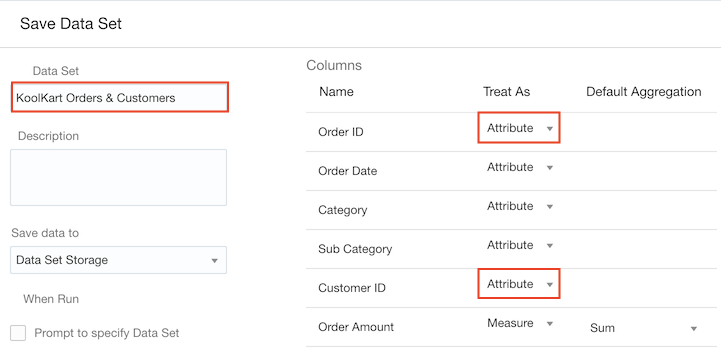 Save Data Set
Data Set
KoolKart Orders & Customers
Description
Save data to
Data Set Storage
When Run
Prompt to specify Data Set
Columns
Name Treat As Default Aggregation
Order ID Attribute
Order Date Attribute
Category Attribute
Sub Category Attribute
Customer ID Attribute
Order Amount Measure Sum